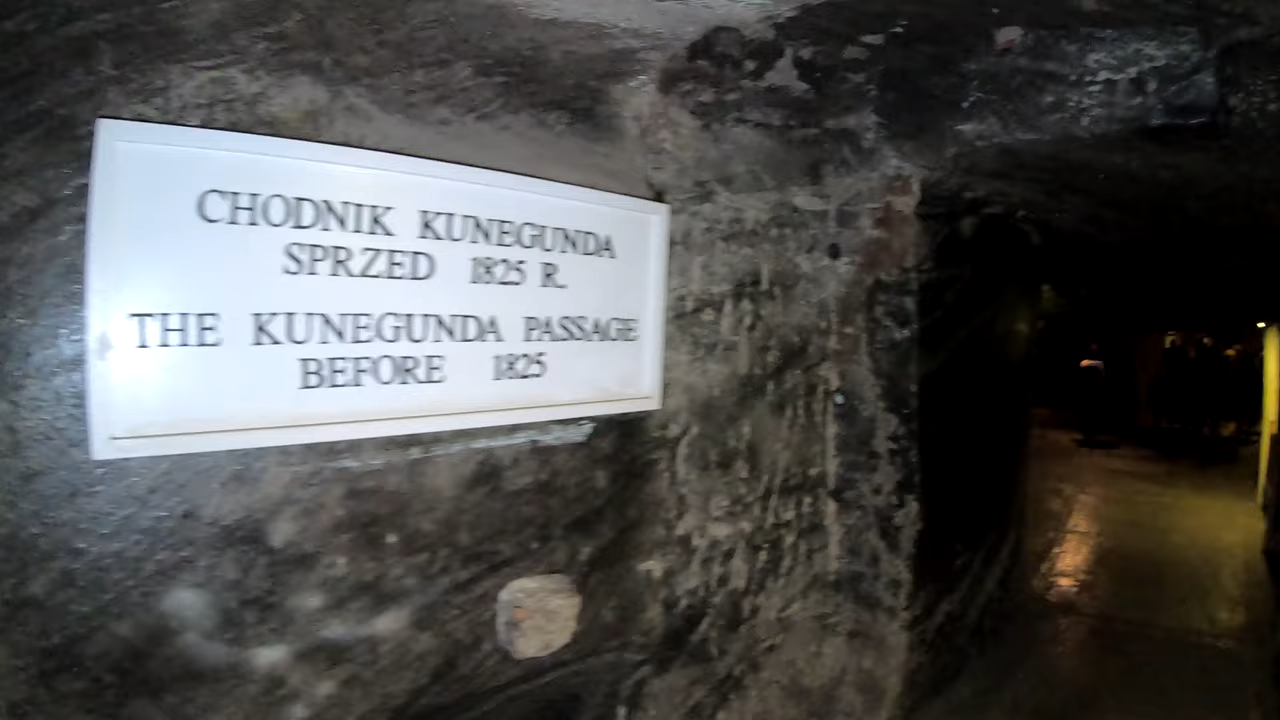 CHODNIK KUNEGUNDA
SPRZED 1825 R.
THE KUNEGUNDA PASSAGE
BEFORE 1825